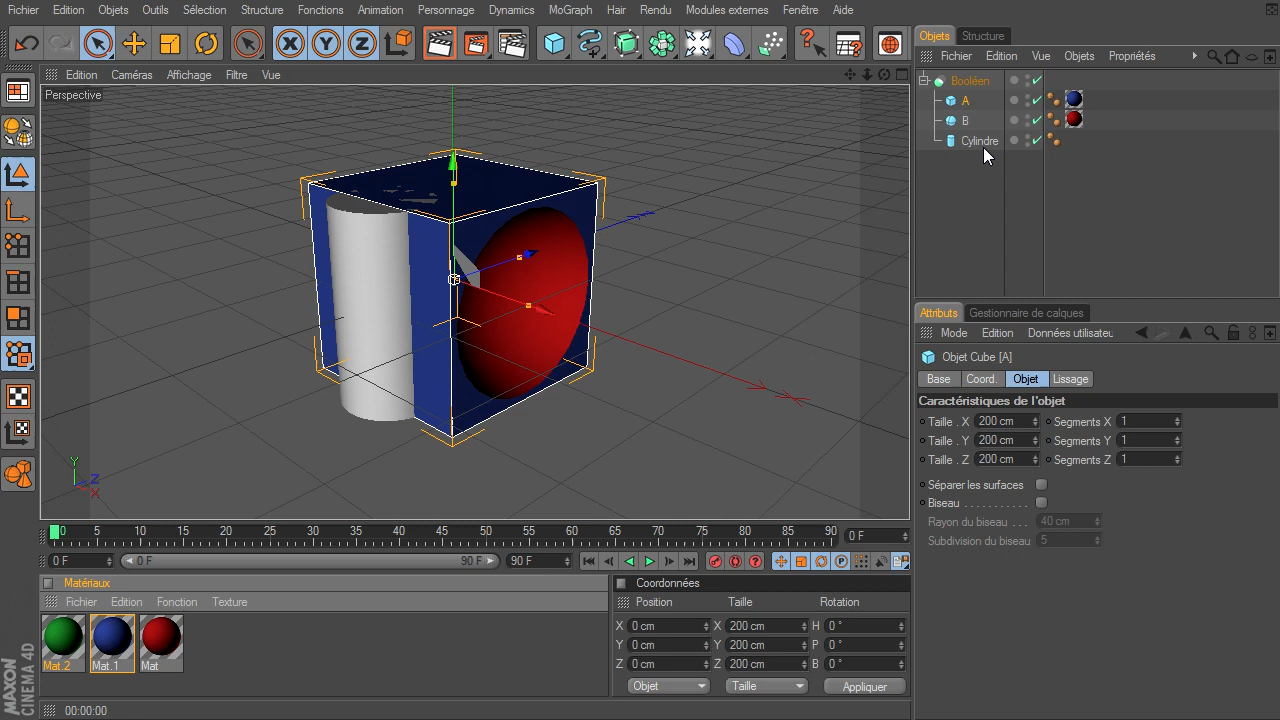 Fichier Edition Objets Outils Sélection Structure Fonctions Animation Personnage Dynamics MoGraph Hair Rendu Modules externes Fenêtre Aide
Objets Structure
Fichier Edition Vue Objets Propriétés
Edition Caméras Affichage Filtre Vue
Perspective
Booléen
A
B
Cylindre
Attributs Gestionnaire de calques
Mode Edition Données utilisateu
Objet Cube [A]
Base Coord. Objet Lissage
Caractéristiques de l'objet
Taille . X 200 cm Segments X 1
Taille . Y 200 cm Segments Y 1
Taille . Z 200 cm Segments Z 1
Séparer les surfaces
Biseau . . . . . . . . . . .
Rayon du biseau . . . 40 cm
Subdivision du biseau 5
Y
Z
X
0 5 10 15 20 25 30 35 40 45 50 55 60 65 70 75 80 85 90 0 F
0 F 0 F 90 F 90 F
Matériaux
Fichier Edition Fonction Texture
Mat.2 Mat.1 Mat
Coordonnées
Position Taille Rotation
X 0 cm X 200 cm H 0 °
Y 0 cm Y 200 cm P 0 °
Z 0 cm Z 200 cm B 0 °
Objet Taille Appliquer
MAXON
CINEMA 4D
00:00:00